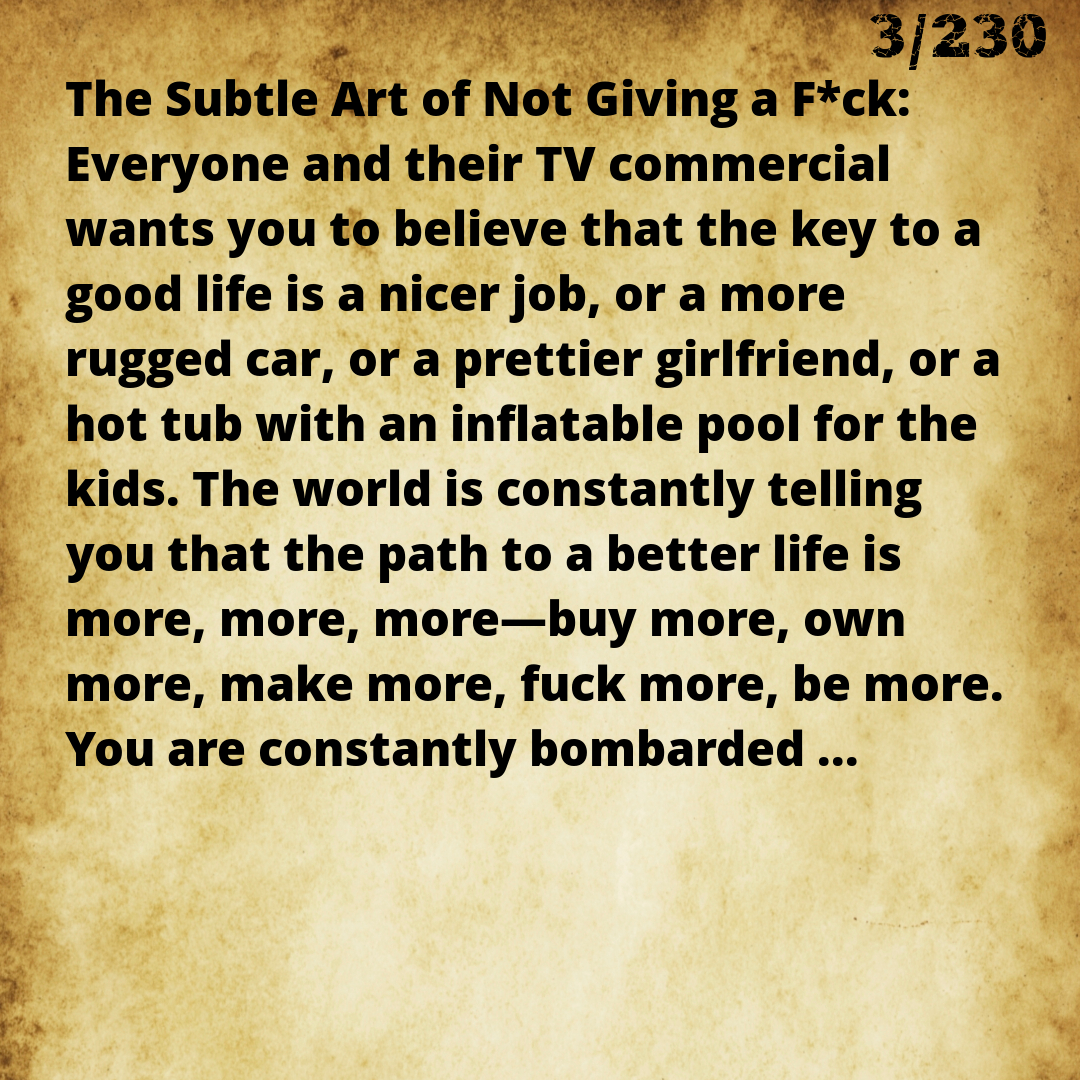 3/230
The Subtle Art of Not Giving a F*ck:
Everyone and their TV commercial
wants you to believe that the key to a
good life is a nicer job, or a more
rugged car, or a prettier girlfriend, or a
hot tub with an inflatable pool for the
kids. The world is constantly telling
you that the path to a better life is
more, more, more—buy more, own
more, make more, fuck more, be more.
You are constantly bombarded ...